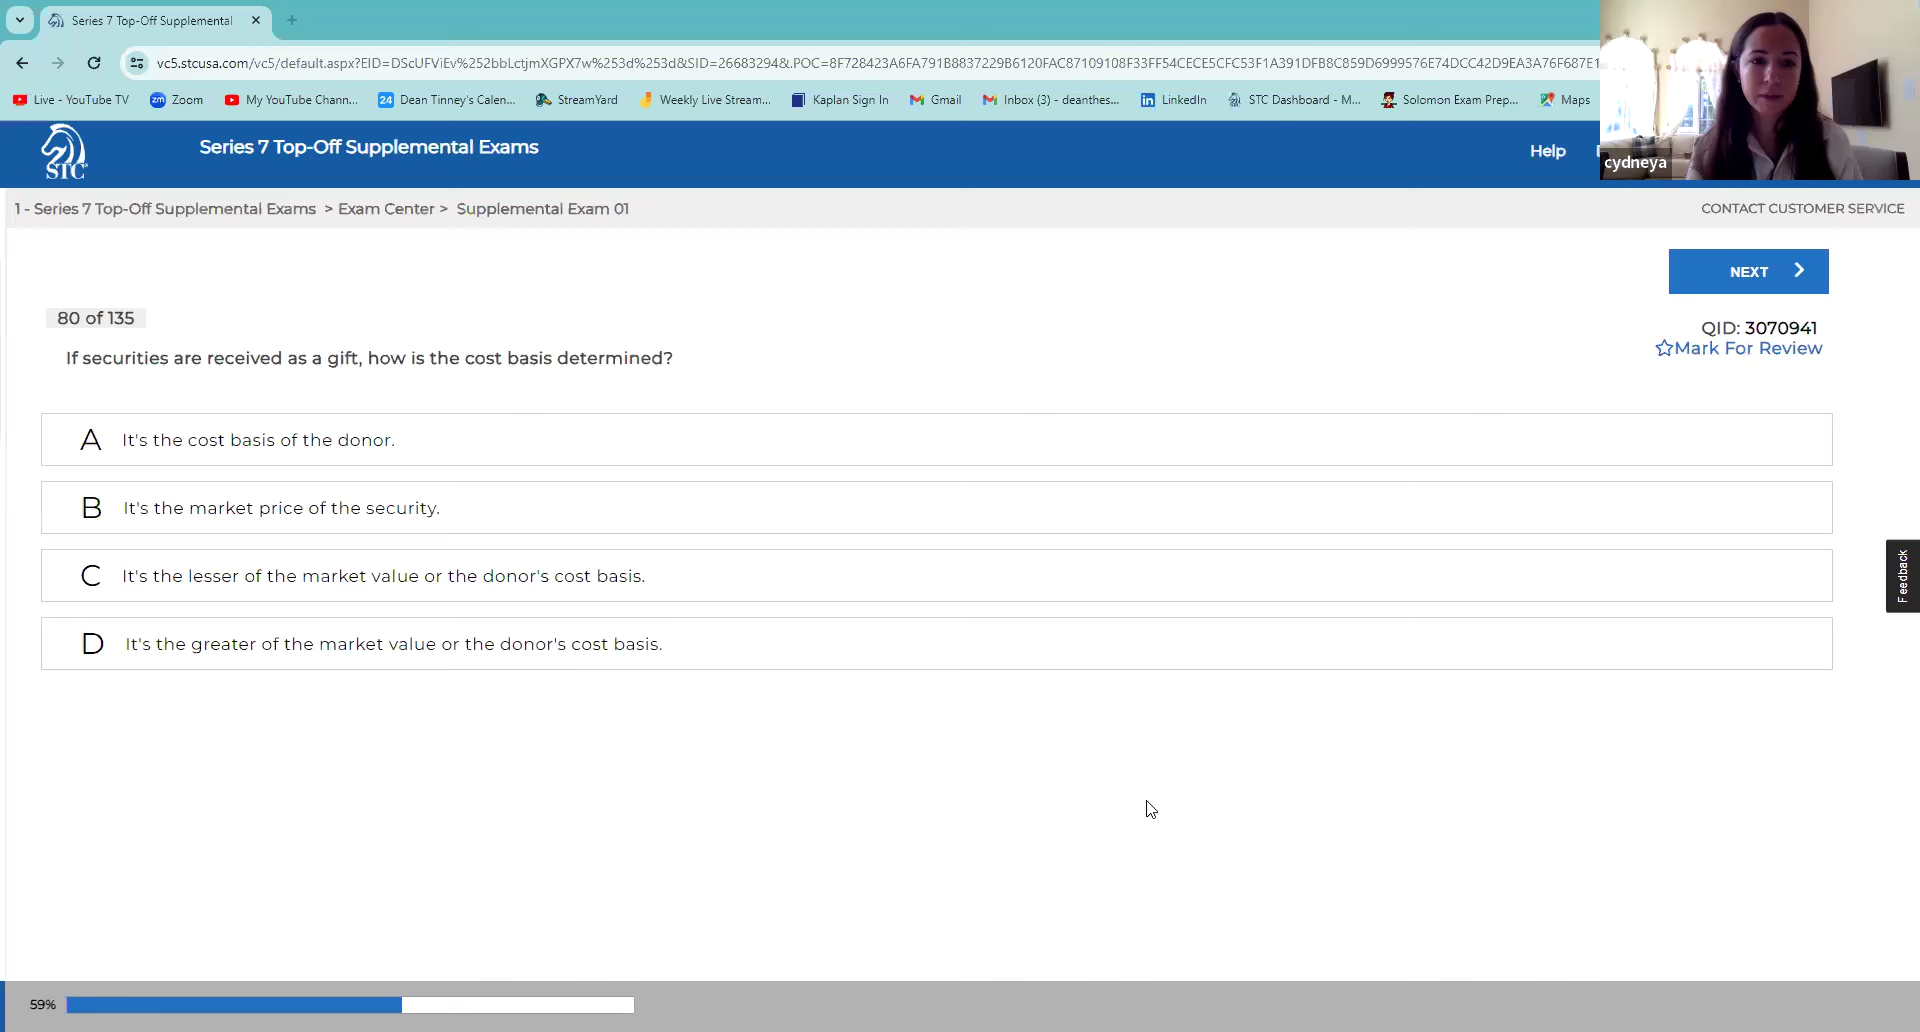 Series 7 Top-Off Supplemental
vc5.stcusa.com/vc5/default.aspx?EID=DScUFViEv%252bbLctjmXGPX7w%253d%253d&SID=26683294&.POC=8F728423A6FA791B8837229B6120FAC87109108F33FF54CECE5CFC53F1A391DFB8C859D6999576E74DCC42D9EA3A76F687E1
Live - YouTube TV zm Zoom My YouTube Chann... 24 Dean Tinney's Calen... StreamYard Weekly Live Stream... Kaplan Sign In Gmail Inbox (3) - deanthes... in LinkedIn STC Dashboard - M... Solomon Exam Prep... Maps
cydneya
STC
Series 7 Top-Off Supplemental Exams
Help
1 - Series 7 Top-Off Supplemental Exams > Exam Center > Supplemental Exam 01
CONTACT CUSTOMER SERVICE
NEXT
80 of 135
QID: 3070941
Mark For Review
If securities are received as a gift, how is the cost basis determined?
A It's the cost basis of the donor.
B It's the market price of the security.
C It's the lesser of the market value or the donor's cost basis.
D It's the greater of the market value or the donor's cost basis.
Feedback
59%